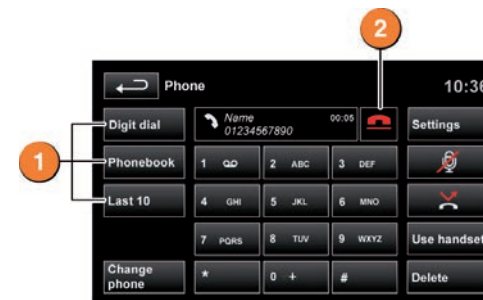 2
Phone 10:36
Digit dial Name 00:05 Settings
01234567890
1
Phonebook 1 2 ABC 3 DEF
Last 10 4 GHI 5 JKL 6 MNO
7 PQRS 8 TUV 9 WXYZ Use handset
Change phone * 0 + # Delete